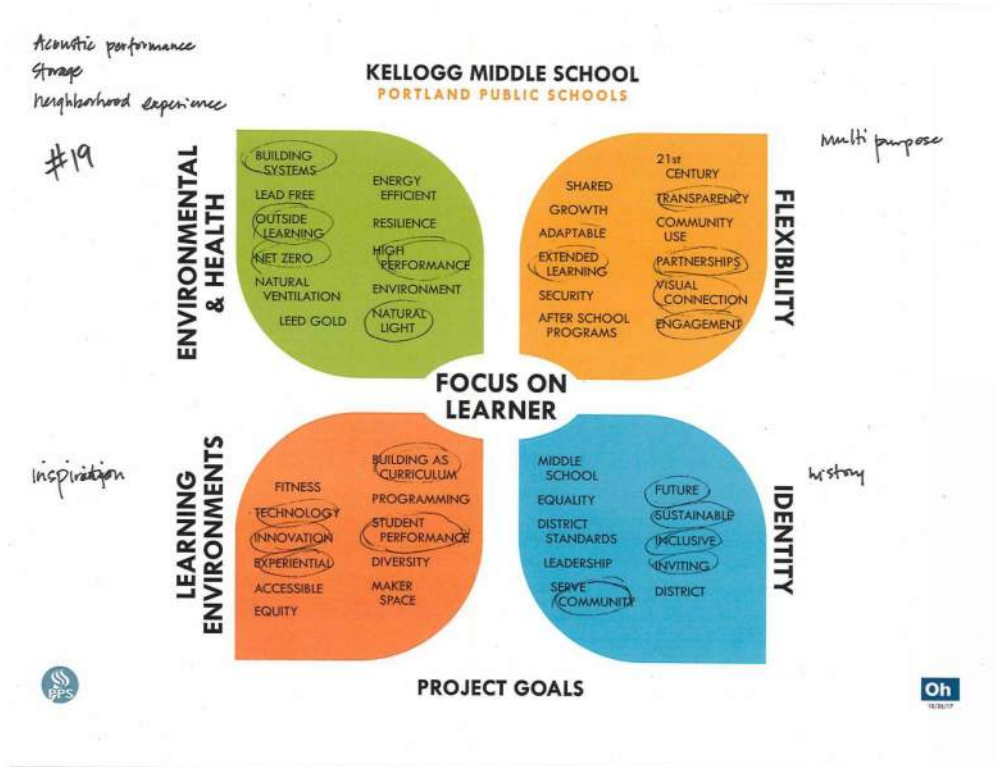 Acoustic performance
Storage
neighborhood experience
#19
KELLOGG MIDDLE SCHOOL
PORTLAND PUBLIC SCHOOLS
Multi purpose
ENVIRONMENTAL
& HEALTH
BUILDING
SYSTEMS
LEAD FREE
OUTSIDE
LEARNING
NET ZERO
NATURAL
VENTILATION
LEED GOLD
ENERGY
EFFICIENT
RESILIENCE
HIGH
PERFORMANCE
ENVIRONMENT
NATURAL
LIGHT
SHARED
GROWTH
ADAPTABLE
EXTENDED
LEARNING
SECURITY
AFTER SCHOOL
PROGRAMS
21st
CENTURY
TRANSPARENCY
COMMUNITY
USE
PARTNERSHIPS
VISUAL
CONNECTION
ENGAGEMENT
FLEXIBILITY
FOCUS ON
LEARNER
inspiration
LEARNING
ENVIRONMENTS
FITNESS
TECHNOLOGY
INNOVATION
EXPERIENTIAL
ACCESSIBLE
EQUITY
BUILDING AS
CURRICULUM
PROGRAMMING
STUDENT
PERFORMANCE
DIVERSITY
MAKER
SPACE
MIDDLE
SCHOOL
EQUALITY
DISTRICT
STANDARDS
LEADERSHIP
SERVE
COMMUNITY
FUTURE
SUSTAINABLE
INCLUSIVE
INVITING
DISTRICT
IDENTITY
history
PPS
PROJECT GOALS
Oh